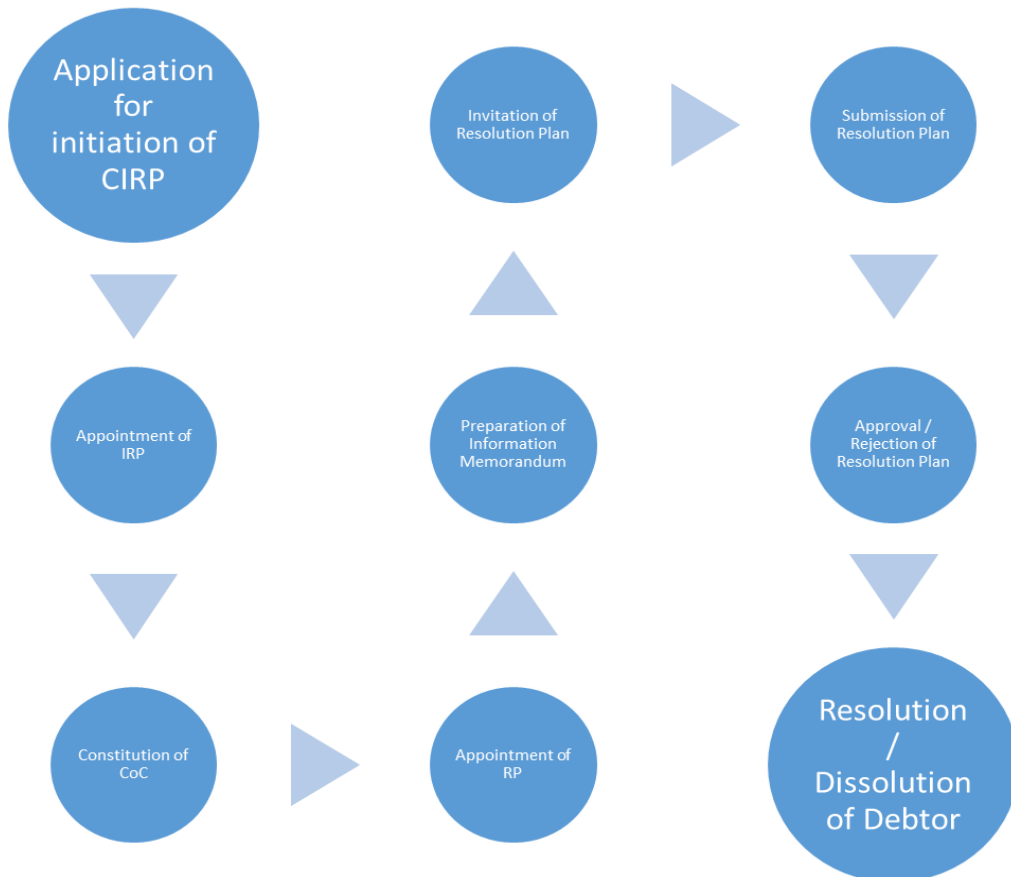 Application
for
initiation of
CIRP
Appointment of
IRP
Constitution of
CoC
Appointment of
RP
Preparation of
Information
Memorandum
Invitation of
Resolution Plan
Submission of
Resolution Plan
Approval /
Rejection of
Resolution Plan
Resolution
/
Dissolution
of Debtor